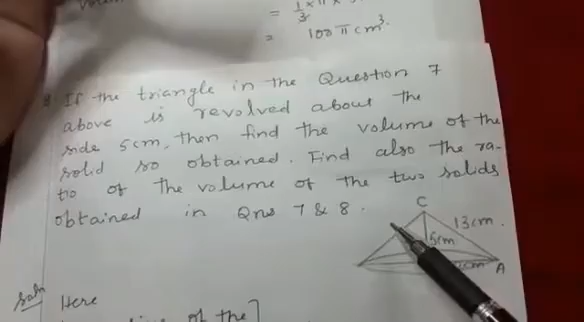 = 1/3 × π ×
= 100 π cm³
8 If the triangle in the Question 7
above is revolved about the
side 5cm, then find the volume of the
solid so obtained. Find also the ra-
tio of the volume of the two solids
obtained in Qns 7 & 8.
C
13cm.
5cm
cm A
Soln Here
of the]